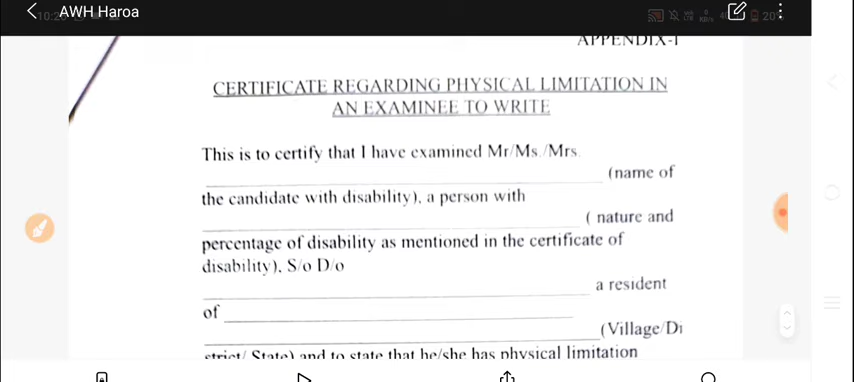 10:20
AWH Haroa
20%
APPENDIX-I
CERTIFICATE REGARDING PHYSICAL LIMITATION IN
AN EXAMINEE TO WRITE
This is to certify that I have examined Mr/Ms./Mrs.
(name of
the candidate with disability), a person with
( nature and
percentage of disability as mentioned in the certificate of
disability), S/o D/o
a resident
of
(Village/Di
strict/ State) and to state that he/she has physical limitation